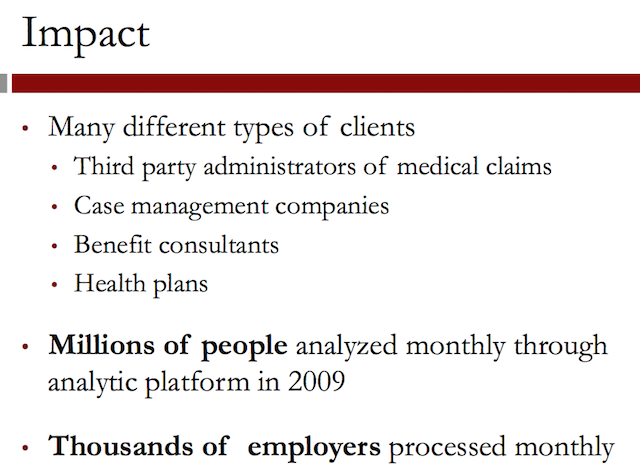 Impact
• Many different types of clients
• Third party administrators of medical claims
• Case management companies
• Benefit consultants
• Health plans
• Millions of people analyzed monthly through
analytic platform in 2009
• Thousands of employers processed monthly